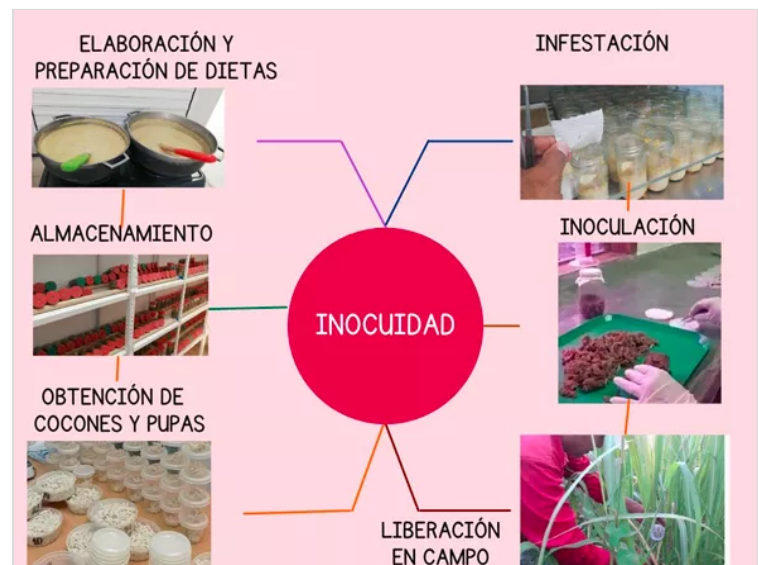 ELABORACIÓN Y
PREPARACIÓN DE DIETAS
INFESTACIÓN
ALMACENAMIENTO
INOCULACIÓN
INOCUIDAD
OBTENCIÓN DE
COCONES Y PUPAS
LIBERACIÓN
EN CAMPO